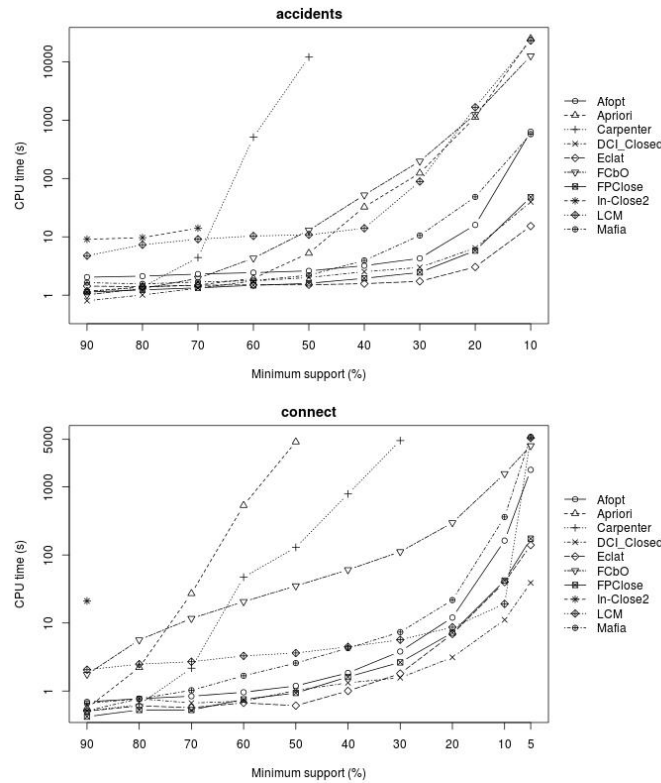 accidents
CPU time (s)
10000
1000
100
10
1
90 80 70 60 50 40 30 20 10
Minimum support (%)
Afopt
Apriori
Carpenter
DCI_Closed
Eclat
FCbO
FPClose
In-Close2
LCM
Mafia
connect
CPU time (s)
5000
1000
100
10
1
90 80 70 60 50 40 30 20 10 5
Minimum support (%)
Afopt
Apriori
Carpenter
DCI_Closed
Eclat
FCbO
FPClose
In-Close2
LCM
Mafia